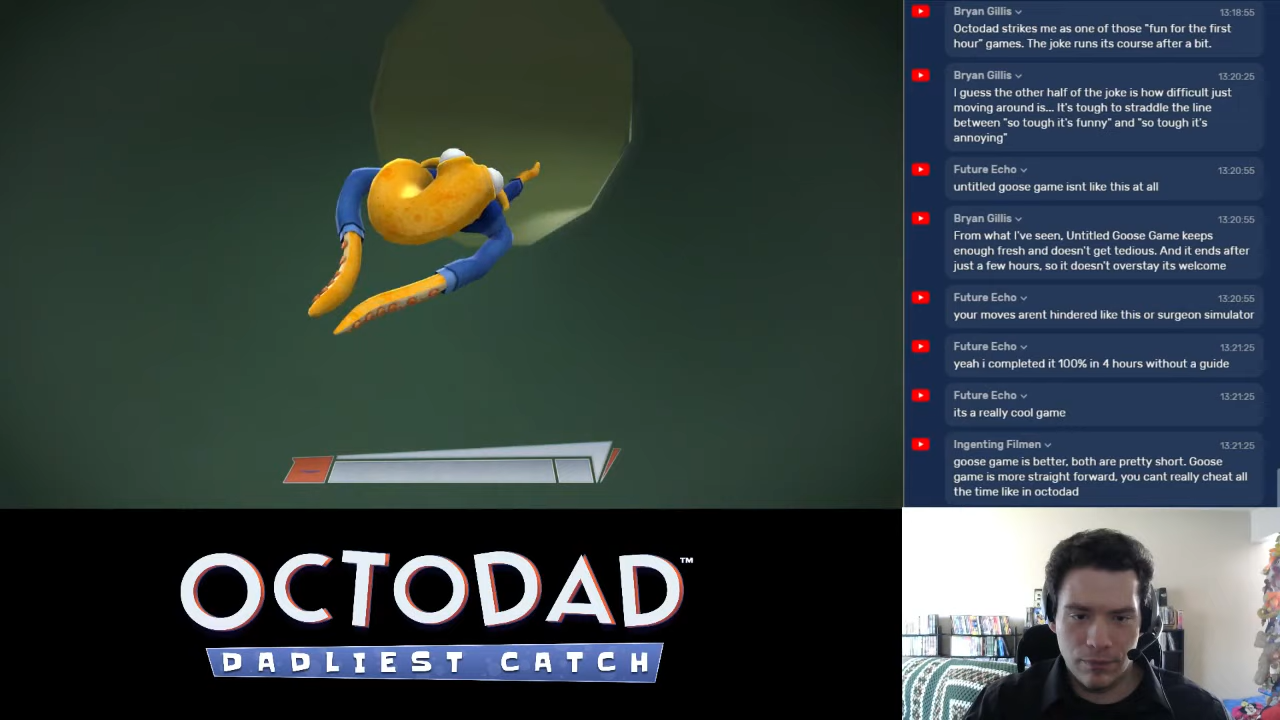 Bryan Gillis 13:18:55
Octodad strikes me as one of those "fun for the first
hour" games. The joke runs its course after a bit.
Bryan Gillis 13:20:25
I guess the other half of the joke is how difficult just
moving around is... It's tough to straddle the line
between "so tough it's funny" and "so tough it's
annoying"
Future Echo 13:20:55
untitled goose game isnt like this at all
Bryan Gillis 13:20:55
From what I've seen, Untitled Goose Game keeps
enough fresh and doesn't get tedious. And it ends after
just a few hours, so it doesn't overstay its welcome
Future Echo 13:20:55
your moves arent hindered like this or surgeon simulator
Future Echo 13:21:25
yeah i completed it 100% in 4 hours without a guide
Future Echo 13:21:25
its a really cool game
Ingenting Filmen 13:21:25
goose game is better, both are pretty short. Goose
game is more straight forward, you cant really cheat all
the time like in octodad
OCTODAD™
DADLIEST CATCH